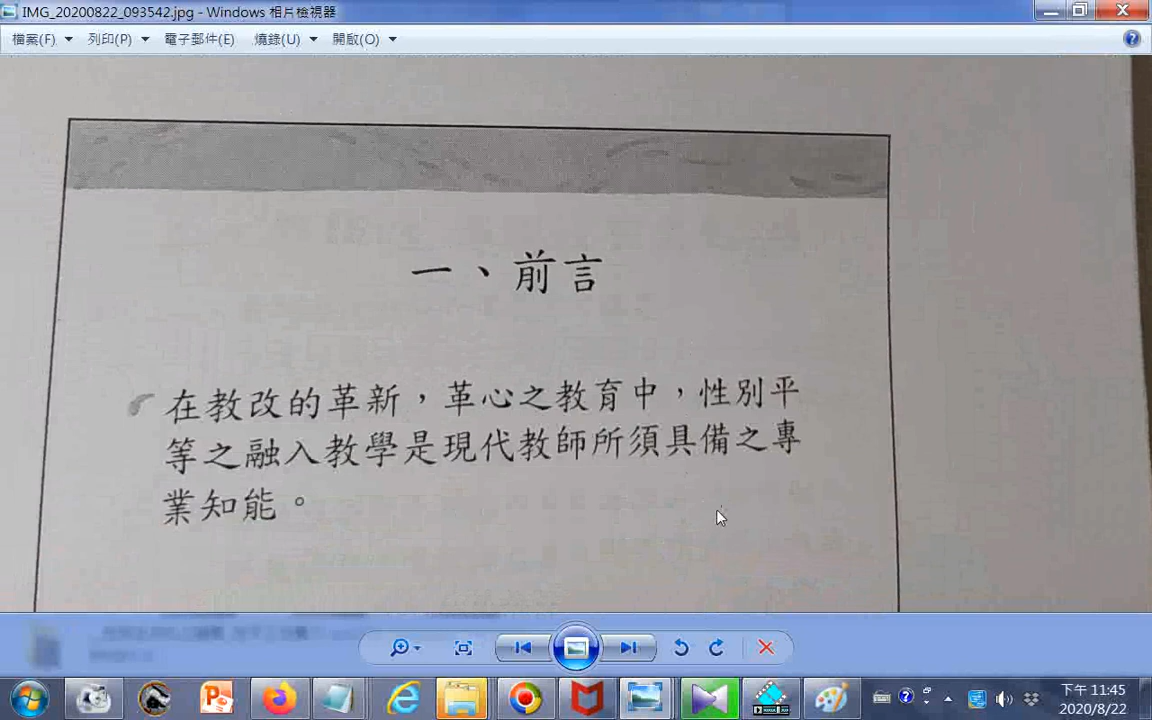 IMG_20200822_093542.jpg - Windows 相片檢視器
檔案(F) 列印(P) 電子郵件(E) 燒錄(U) 開啟(O)
一、前言
在教改的革新，革心之教育中，性別平
等之融入教學是現代教師所須具備之專
業知能。
下午 11:45
2020/8/22